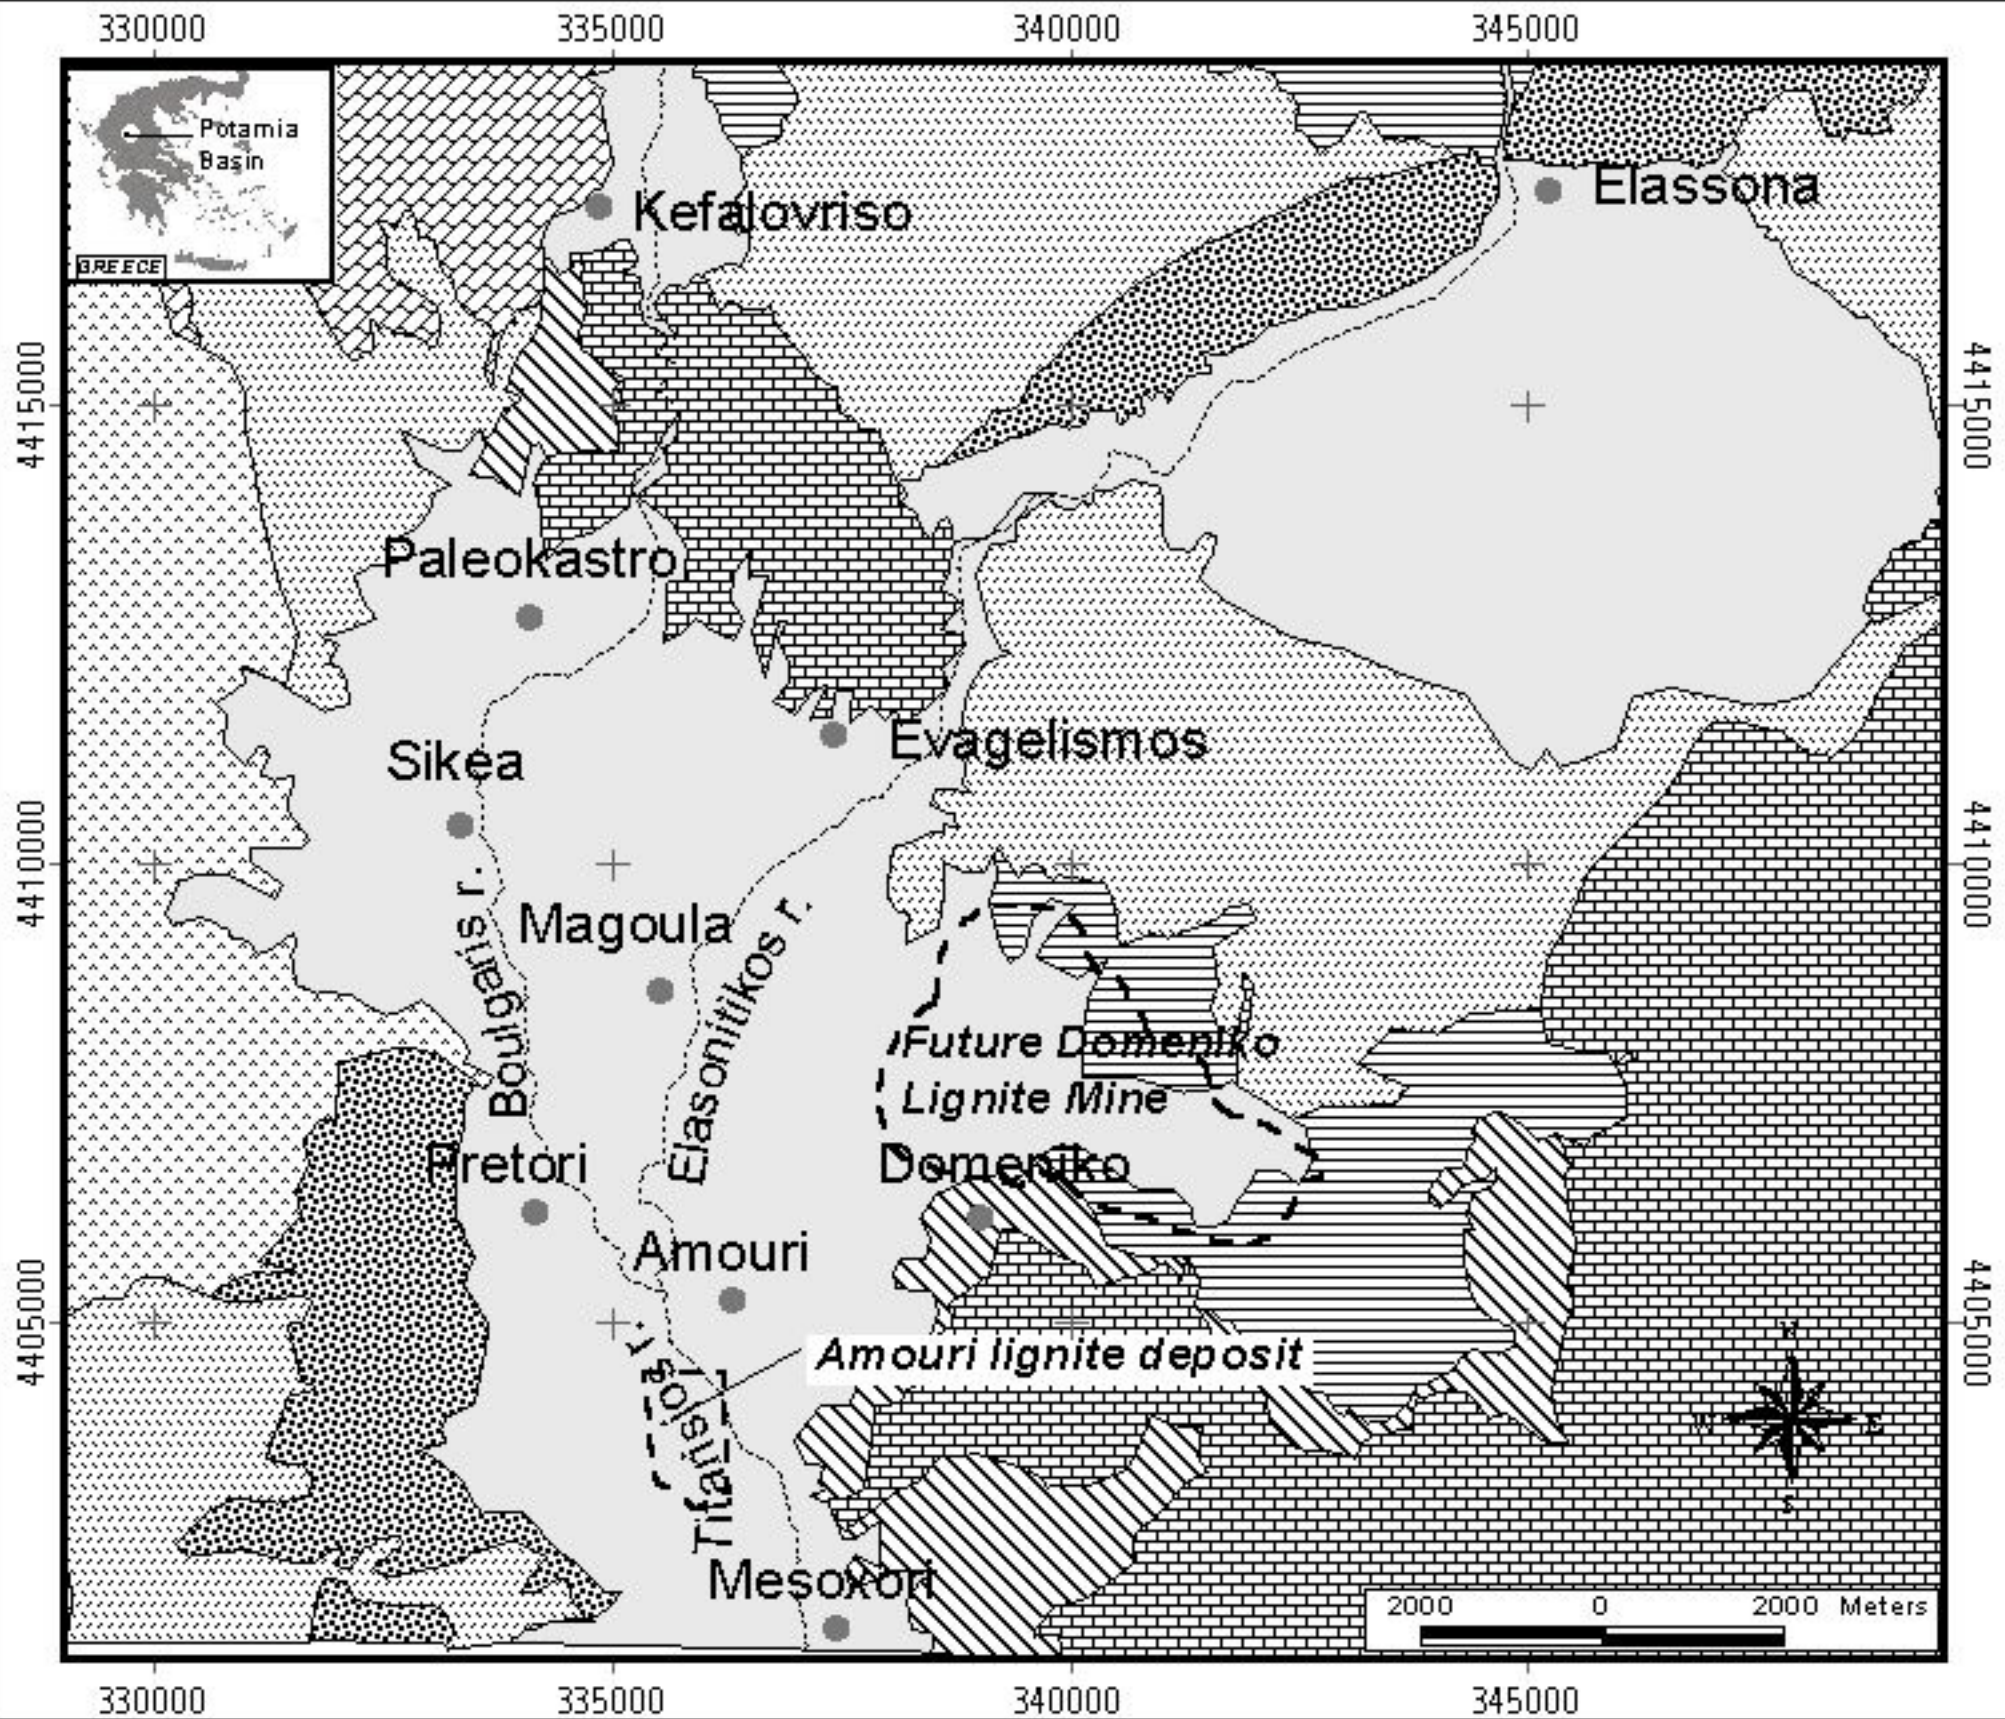 330000 335000 340000 345000
Potamia
Basin
GREECE
Kefalovriso
Elassona
4415000
4415000
Paleokastro
Evagelismos
Sikea
4410000
4410000
Magoula
Boulgaris r.
Elasonitikos r.
Future Domeniko
Lignite Mine
Pretori
Domeniko
Amouri
4405000
4405000
Amouri lignite deposit
Titarisios r.
N
W E
S
Mesoxori
2000 0 2000 Meters
330000 335000 340000 345000